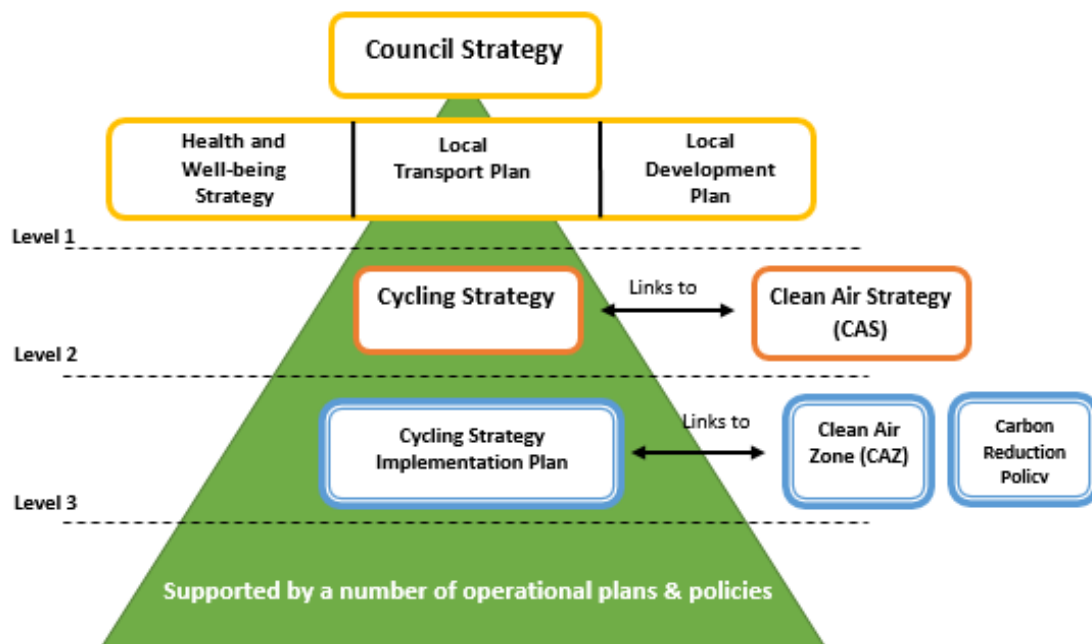 Council Strategy
Health and
Well-being
Strategy
Local
Transport Plan
Local
Development
Plan
Level 1
Cycling Strategy
Links to
Clean Air Strategy
(CAS)
Level 2
Cycling Strategy
Implementation Plan
Links to
Clean Air
Zone (CAZ)
Carbon
Reduction
Policy
Level 3
Supported by a number of operational plans & policies